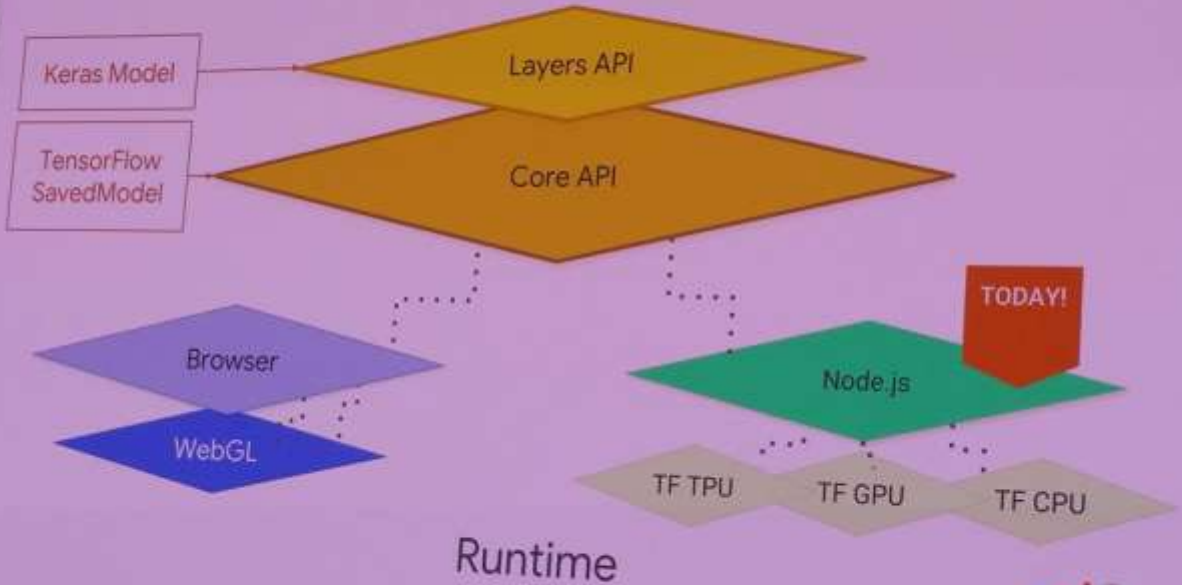 Keras Model
Layers API
TensorFlow
SavedModel
Core API
TODAY!
Browser
Node.js
WebGL
TF TPU
TF GPU
TF CPU
Runtime